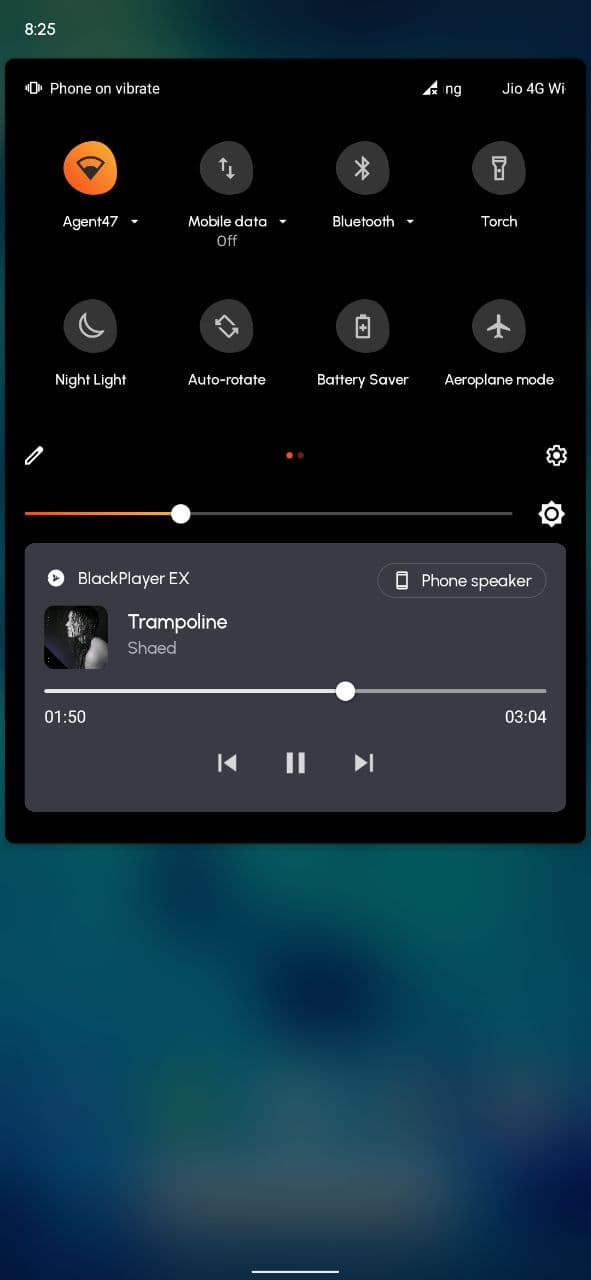 8:25
Phone on vibrate ng Jio 4G Wi
Agent47 Mobile data Bluetooth Torch
Off
Night Light Auto-rotate Battery Saver Aeroplane mode
BlackPlayer EX Phone speaker
Trampoline
Shaed
01:50 03:04